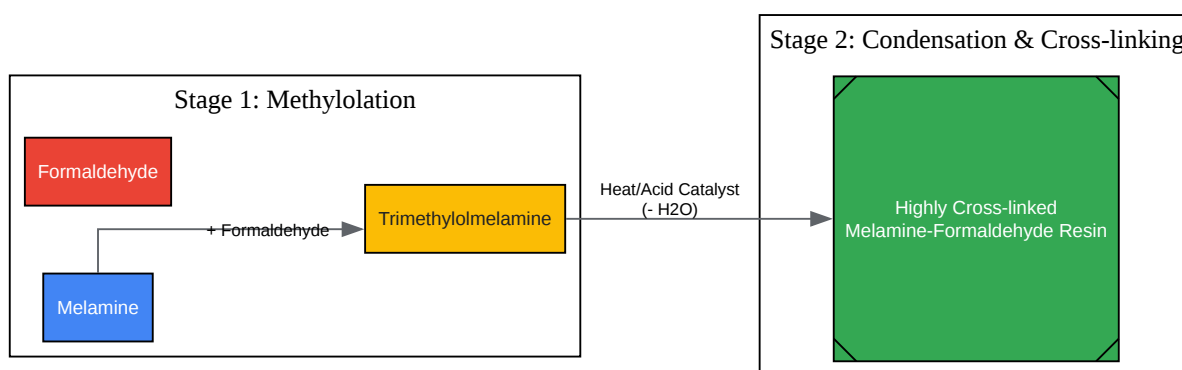 Stage 1: Methylolation
Formaldehyde
+ Formaldehyde
Melamine
Trimethylolmelamine
Heat/Acid Catalyst
(- H2O)
Stage 2: Condensation & Cross-linking
Highly Cross-linked
Melamine-Formaldehyde Resin